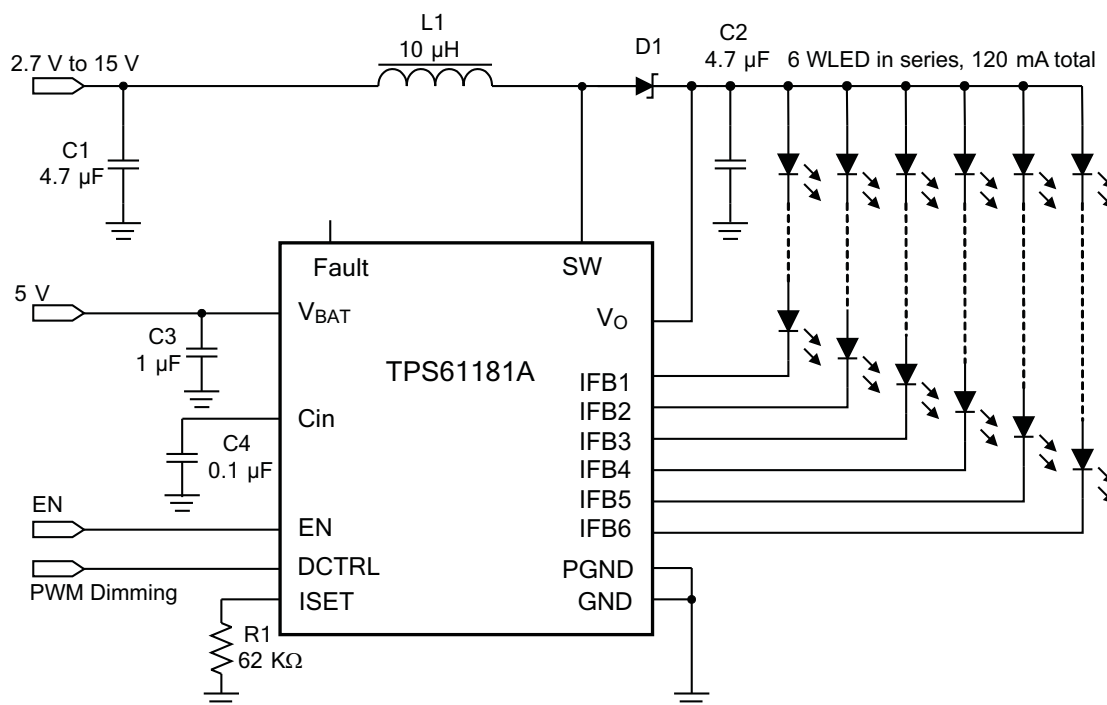 2.7 V to 15 V
L1
10 µH
D1
C2
4.7 µF
6 WLED in series, 120 mA total
C1
4.7 µF
Fault
SW
5 V
VBAT
VO
C3
1 µF
TPS61181A
IFB1
IFB2
IFB3
IFB4
IFB5
IFB6
Cin
C4
0.1 µF
EN
EN
DCTRL
PGND
PWM Dimming
ISET
GND
R1
62 KΩ